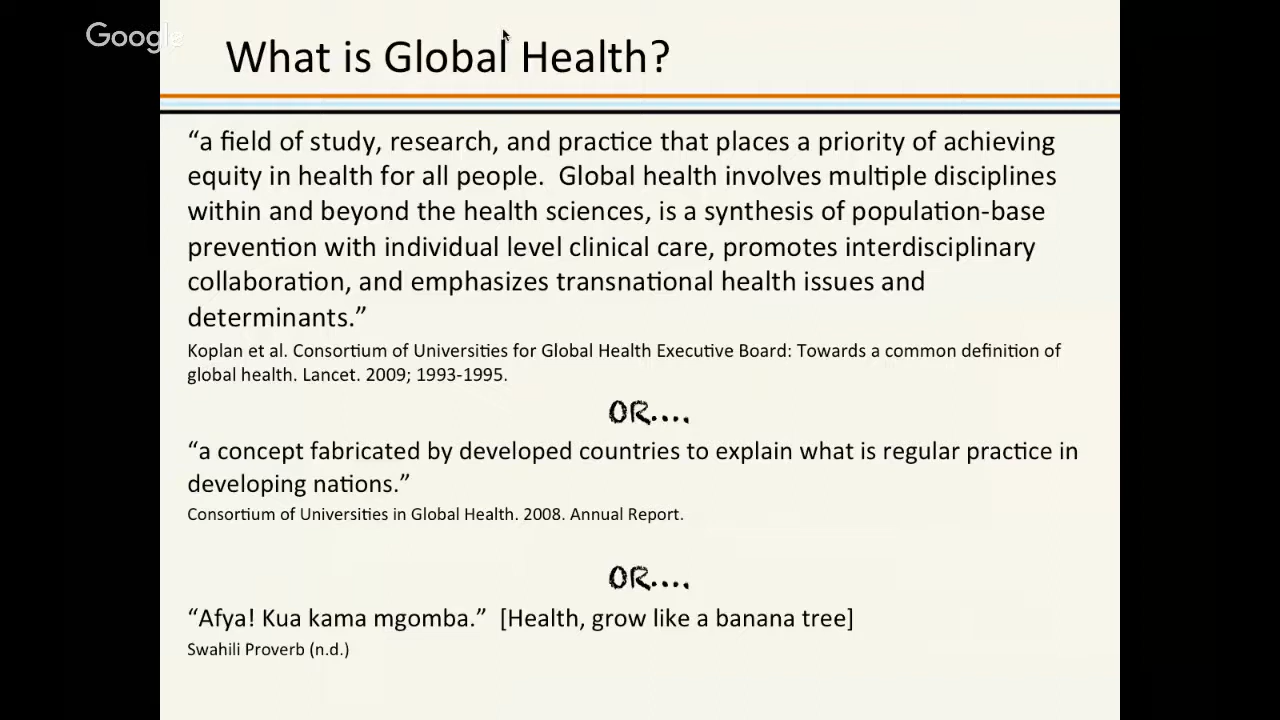 Google
What is Global Health?
“a field of study, research, and practice that places a priority of achieving
equity in health for all people.  Global health involves multiple disciplines
within and beyond the health sciences, is a synthesis of population-base
prevention with individual level clinical care, promotes interdisciplinary
collaboration, and emphasizes transnational health issues and
determinants.”
Koplan et al. Consortium of Universities for Global Health Executive Board: Towards a common definition of
global health. Lancet. 2009; 1993-1995.
OR....
“a concept fabricated by developed countries to explain what is regular practice in
developing nations.”
Consortium of Universities in Global Health. 2008. Annual Report.
OR....
“Afya! Kua kama mgomba.”  [Health, grow like a banana tree]
Swahili Proverb (n.d.)